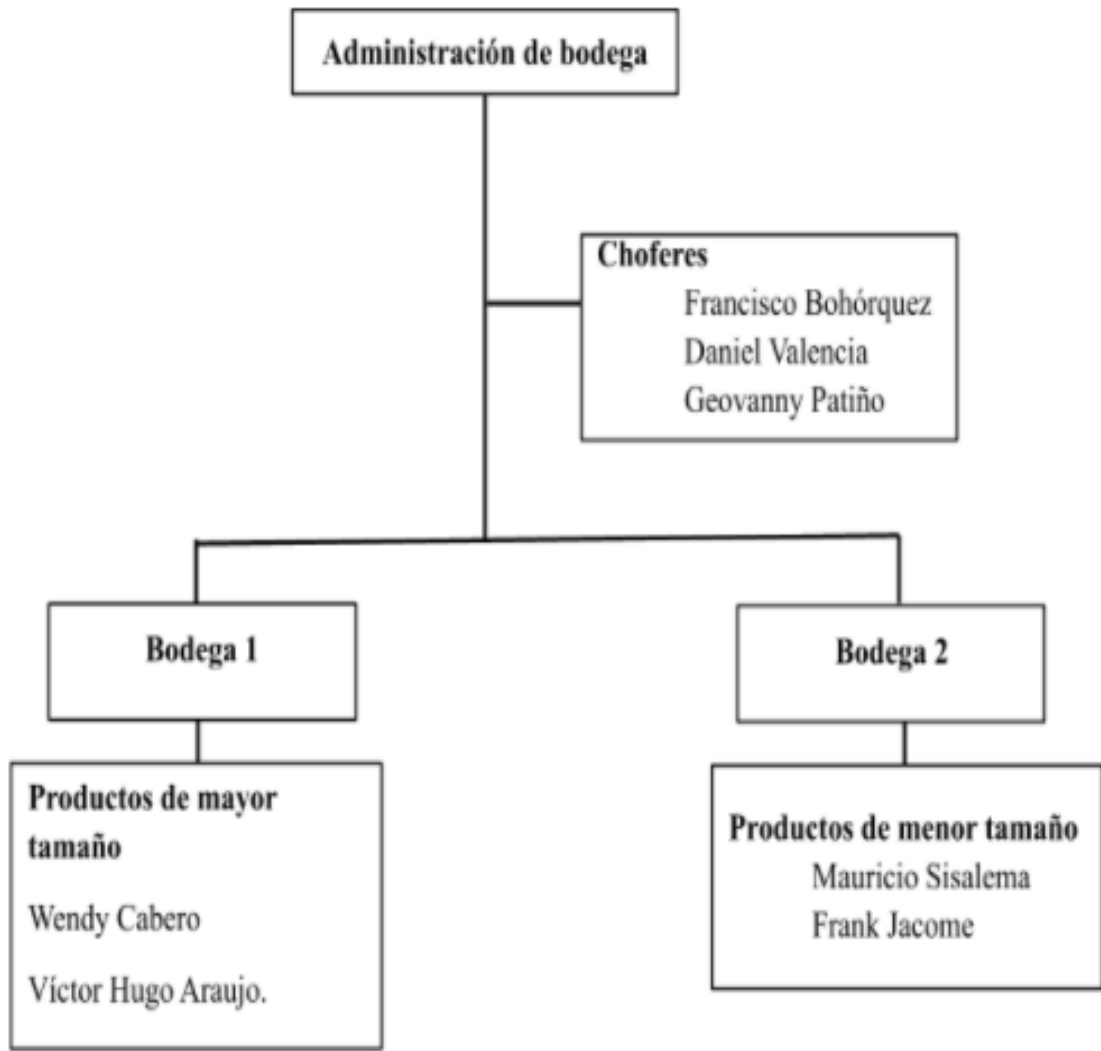 Administración de bodega
Choferes
Francisco Bohórquez
Daniel Valencia
Geovanny Patiño
Bodega 1
Bodega 2
Productos de mayor
tamaño
Wendy Cabero
Víctor Hugo Araujo.
Productos de menor tamaño
Mauricio Sisalema
Frank Jacome